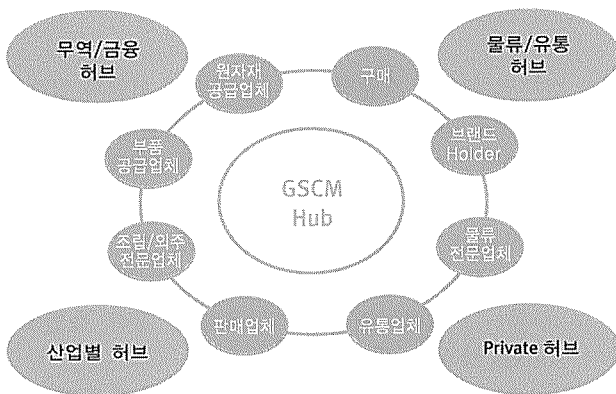 무역/금융
허브
물류/유통
허브
원자재
공급업체
구매
부품
공급업체
브랜드
Holder
GSCM
Hub
조립/외주
전문업체
물류
전문업체
판매업체
유통업체
산업별 허브
Private 허브